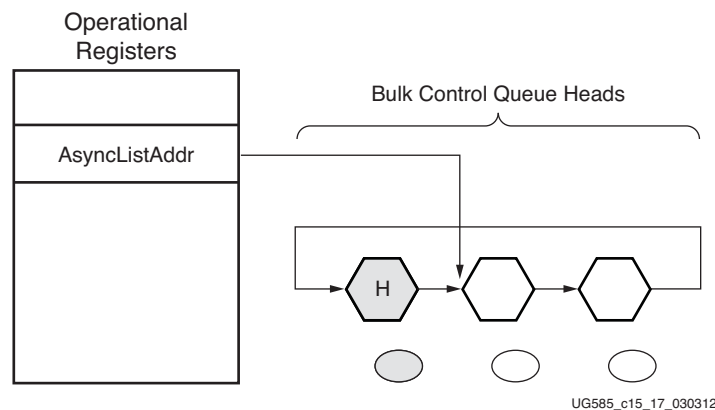 Operational
Registers
Bulk Control Queue Heads
AsyncListAddr
H
UG585_c15_17_030312